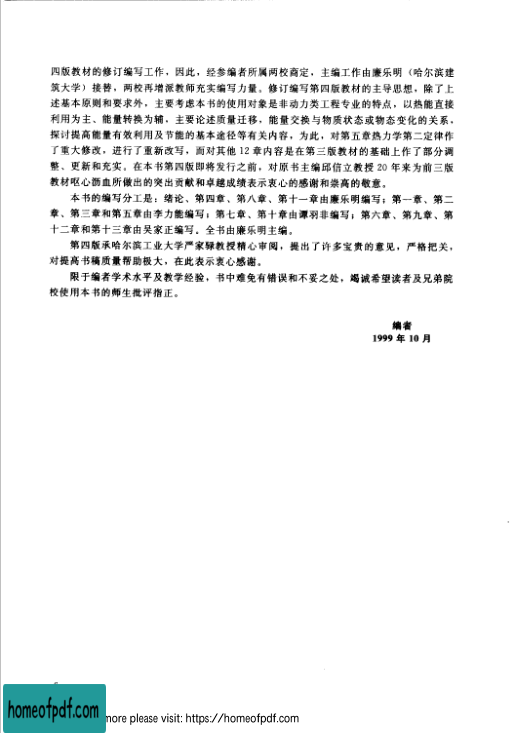 四版教材的修订编写工作，因此，经参编者所属两校商定，主编工作由廉乐明（哈尔滨建
筑大学）接替，两校再增派教师充实编写力量。修订编写第四版教材的主导思想，除了上
述基本原则和要求外，主要考虑本书的使用对象是非动力类工程专业的特点，以热能直接
利用为主、能量转换为辅，主要论述质量迁移，能量交换与物质状态或物态变化的关系，
探讨提高能量有效利用及节能的基本途径等有关内容，为此，对第五章热力学第二定律作
了重大修改，进行了重新改写，而对其他12章内容是在第三版教材的基础上作了部分调
整、更新和充实。在本书第四版即将发行之前，对原书主编邱信立教授20年来为前三版
教材呕心沥血所做出的突出贡献和卓越成绩表示衷心的感谢和崇高的敬意。
本书的编写分工是：绪论、第四章、第八章、第十一章由廉乐明编写；第一章、第二
章、第三章和第五章由李力能编写；第七章、第十章由谭羽非编写；第六章、第九章、第
十二章和第十三章由吴家正编写。全书由廉乐明主编。
第四版承哈尔滨工业大学严家騄教授精心审阅，提出了许多宝贵的意见，严格把关，
对提高书稿质量帮助极大，在此表示衷心感谢。
限于编者学术水平及教学经验，书中难免有错误和不妥之处，竭诚希望读者及兄弟院
校使用本书的师生批评指正。
编者
1999年10月
homeofpdf.com
more please visit: https://homeofpdf.com